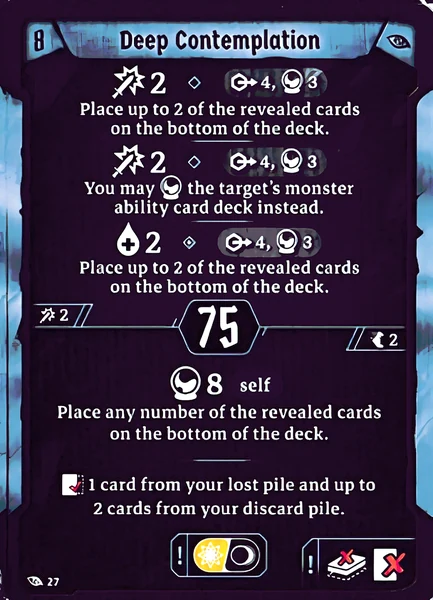 8 Deep Contemplation
2 4, 3
Place up to 2 of the revealed cards
on the bottom of the deck.
2 4, 3
You may the target's monster
ability card deck instead.
2 4, 3
Place up to 2 of the revealed cards
on the bottom of the deck.
2 75 2
8 self
Place any number of the revealed cards
on the bottom of the deck.
1 card from your lost pile and up to
2 cards from your discard pile.
! !
27